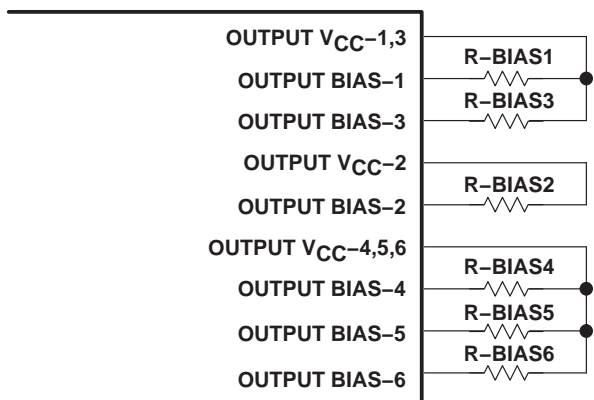 OUTPUT VCC−1,3
R−BIAS1
OUTPUT BIAS−1
R−BIAS3
OUTPUT BIAS−3
OUTPUT VCC−2
R−BIAS2
OUTPUT BIAS−2
OUTPUT VCC−4,5,6
R−BIAS4
OUTPUT BIAS−4
R−BIAS5
OUTPUT BIAS−5
R−BIAS6
OUTPUT BIAS−6